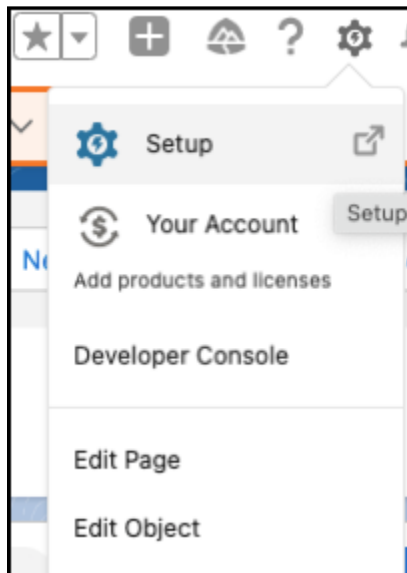 Setup
Your Account
Setup
Add products and licenses
Developer Console
Edit Page
Edit Object